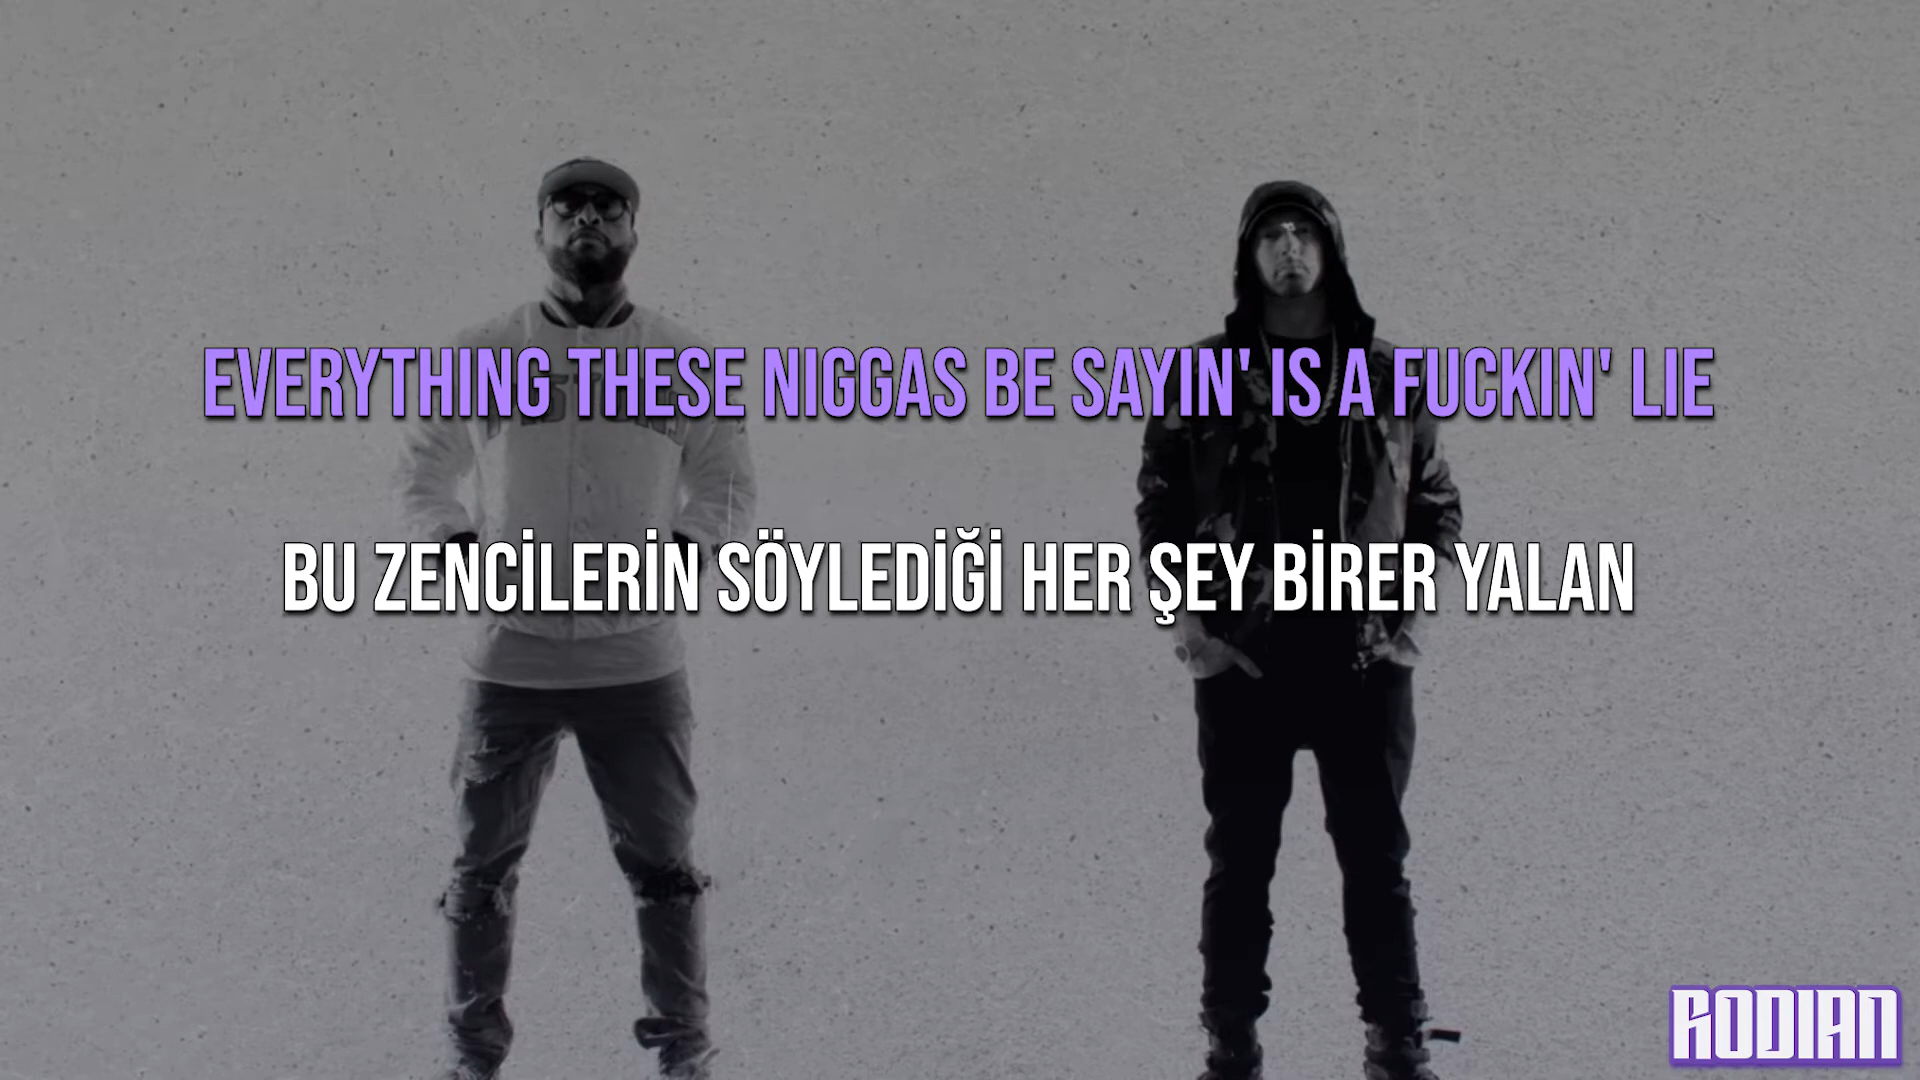 EVERYTHING THESE NIGGAS BE SAYIN' IS A FUCKIN' LIE
BU ZENCİLERİN SÖYLEDİĞİ HER ŞEY BİRER YALAN
RODIAN